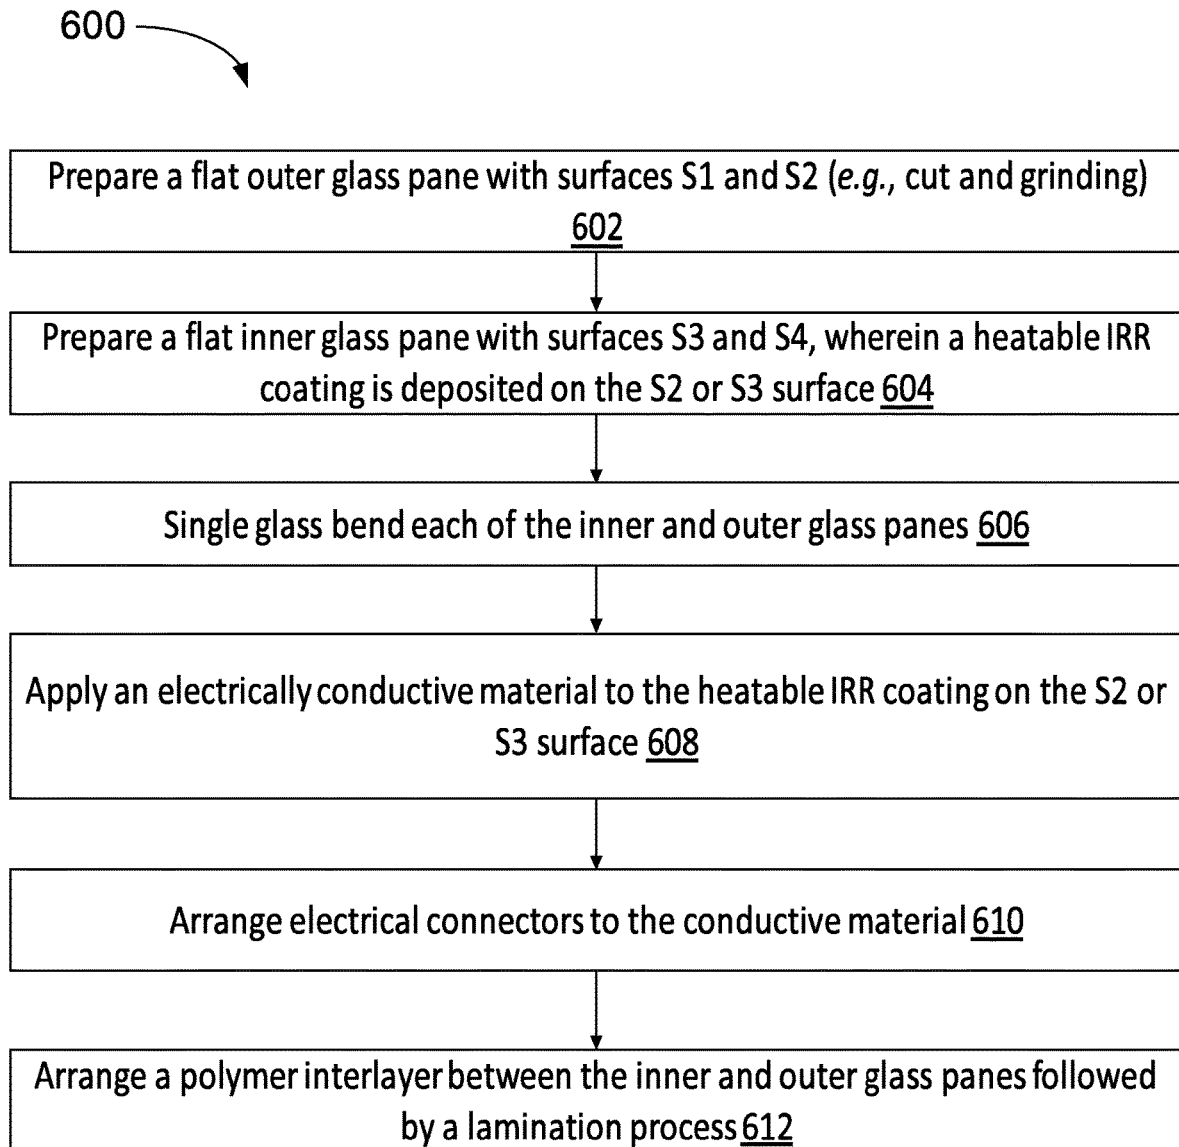 600
Prepare a flat outer glass pane with surfaces S1 and S2 (e.g., cut and grinding)
602
Prepare a flat inner glass pane with surfaces S3 and S4, wherein a heatable IRR
coating is deposited on the S2 or S3 surface 604
Single glass bend each of the inner and outer glass panes 606
Apply an electrically conductive material to the heatable IRR coating on the S2 or
S3 surface 608
Arrange electrical connectors to the conductive material 610
Arrange a polymer interlayer between the inner and outer glass panes followed
by a lamination process 612